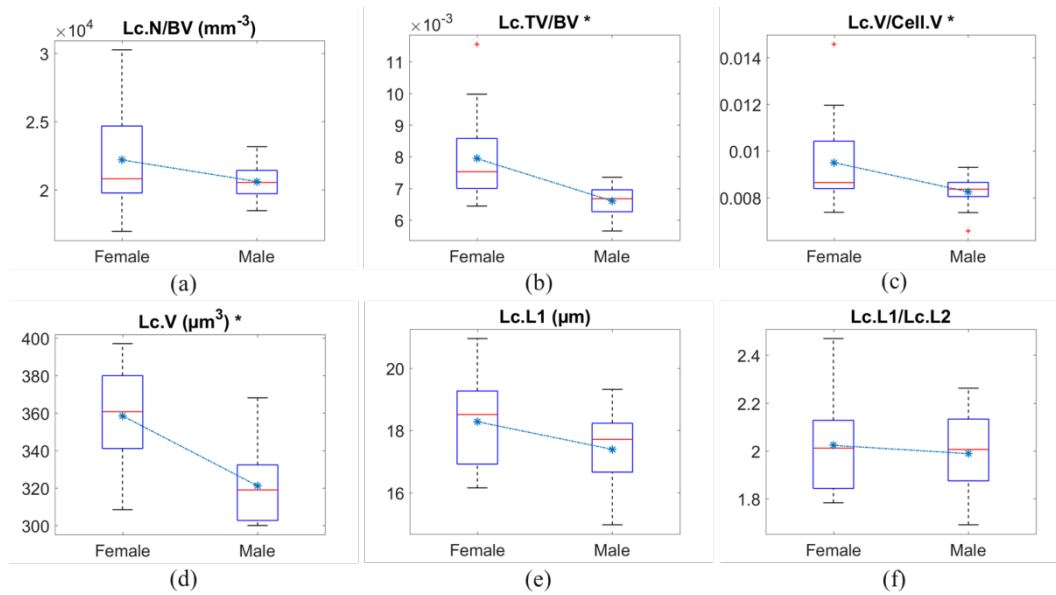 Lc.N/BV (mm⁻³)
×10⁴
3
2.5
2
Female
Male
(a)
Lc.TV/BV *
×10⁻³
11
10
9
8
7
6
Female
Male
(b)
Lc.V/Cell.V *
0.014
0.012
0.01
0.008
Female
Male
(c)
Lc.V (µm³) *
400
380
360
340
320
300
Female
Male
(d)
Lc.L1 (µm)
20
18
16
Female
Male
(e)
Lc.L1/Lc.L2
2.4
2.2
2
1.8
Female
Male
(f)